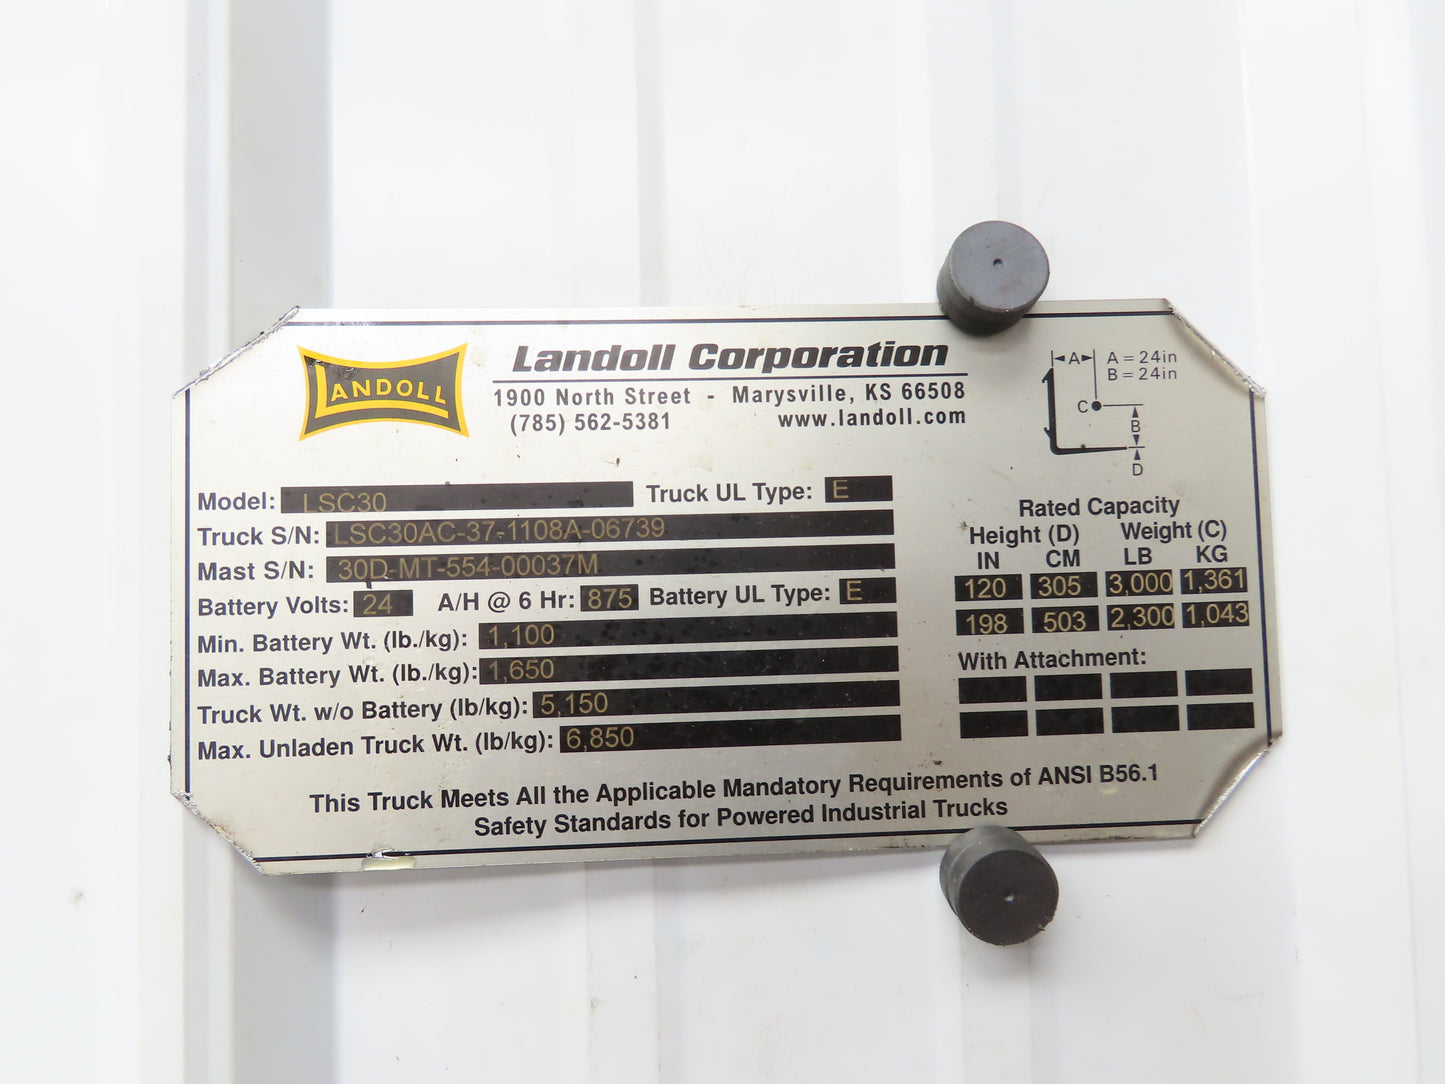 LANDOLL
Landoll Corporation
1900 North Street - Marysville, KS 66508
(785) 562-5381 www.landoll.com
A A = 24in
B = 24in
C
B
D
Model: LSC30 Truck UL Type: E
Truck S/N: LSC30AC-37-1108A-06739
Mast S/N: 30D-MT-554-00037M
Battery Volts: 24 A/H @ 6 Hr: 875 Battery UL Type: E
Min. Battery Wt. (lb./kg): 1,100
Max. Battery Wt. (lb./kg): 1,650
Truck Wt. w/o Battery (lb/kg): 5,150
Max. Unladen Truck Wt. (lb/kg): 6,850
Rated Capacity
Height (D) Weight (C)
IN CM LB KG
120 305 3,000 1,361
198 503 2,300 1,043
With Attachment:
This Truck Meets All the Applicable Mandatory Requirements of ANSI B56.1
Safety Standards for Powered Industrial Trucks